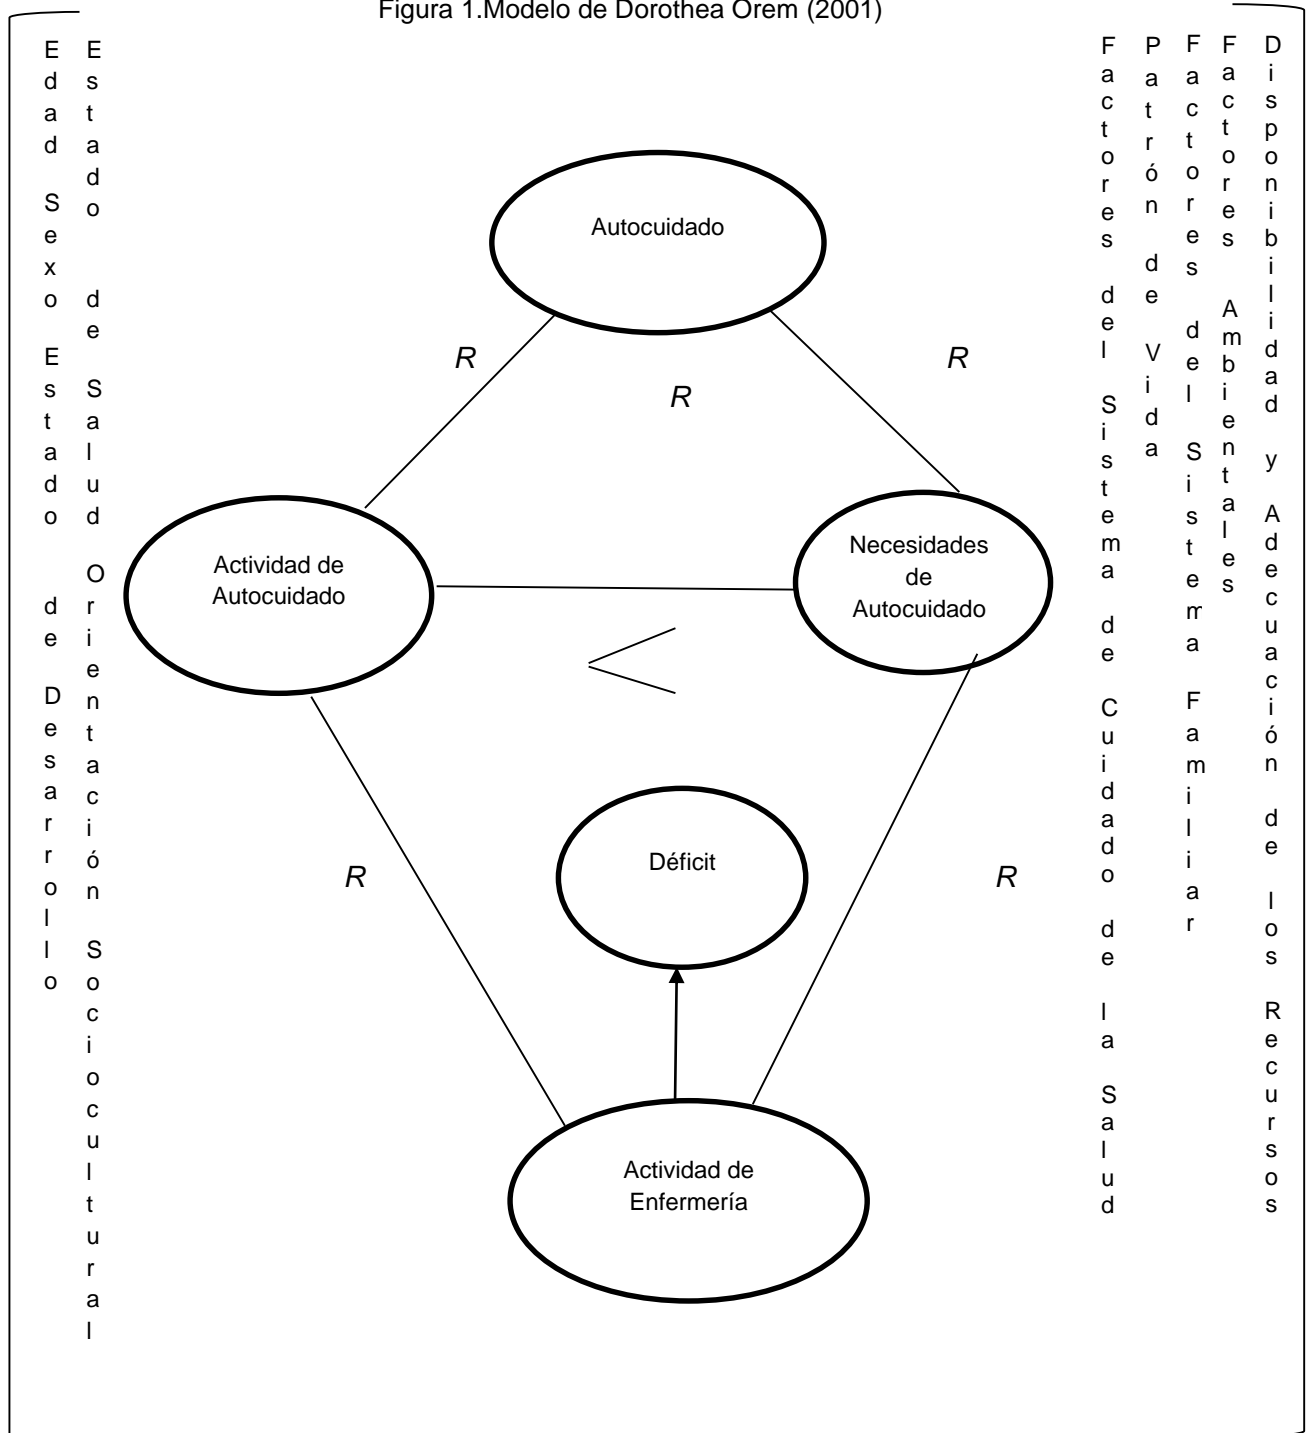 Figura 1.Modelo de Dorothea Orem (2001)
Edad Sexo Estado de Desarrollo
Estado de Salud Orientación Sociocultural
Autocuidado
R
R
R
Actividad de
Autocuidado
Necesidades
de
Autocuidado
<
Déficit
R
R
Actividad de
Enfermería
Factores del Sistema de Cuidado de la Salud
Patrón de Vida
Factores del Sistema Familiar
Factores Ambientales
Disponibilidad y Adecuación de los Recursos